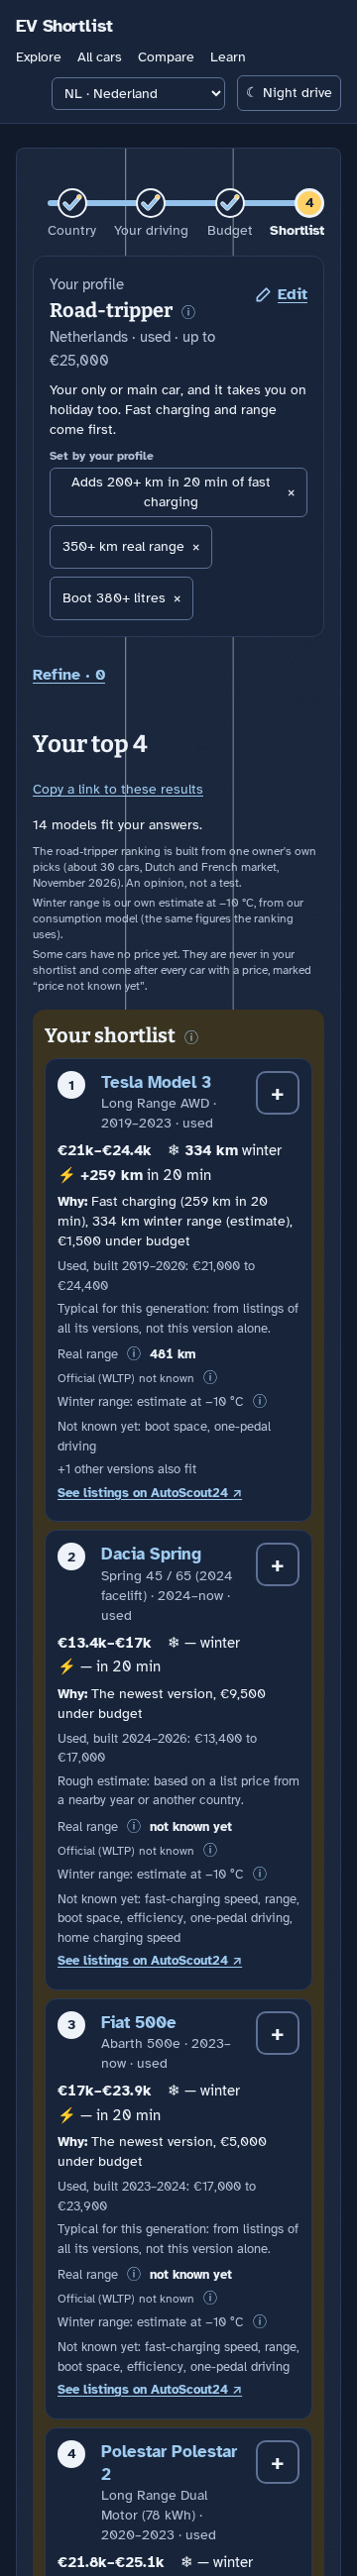 EV Shortlist
Explore All cars Compare Learn
NL · Nederland
☾ Night drive
4
Country Your driving Budget Shortlist
Your profile
Edit
Road-tripper ⓘ
Netherlands · used · up to
€25,000
Your only or main car, and it takes you on
holiday too. Fast charging and range
come first.
Set by your profile
Adds 200+ km in 20 min of fast
charging ×
350+ km real range ×
Boot 380+ litres ×
Refine · 0
Your top 4
Copy a link to these results
14 models fit your answers.
The road-tripper ranking is built from one owner's own
picks (about 30 cars, Dutch and French market,
November 2026). An opinion, not a test.
Winter range is our own estimate at −10 °C, from our
consumption model (the same figures the ranking
uses).
Some cars have no price yet. They are never in your
shortlist and come after every car with a price, marked
“price not known yet”.
Your shortlist ⓘ
1
Tesla Model 3
+
Long Range AWD ·
2019–2023 · used
€21k–€24.4k ❄ 334 km winter
⚡ +259 km in 20 min
Why: Fast charging (259 km in 20
min), 334 km winter range (estimate),
€1,500 under budget
Used, built 2019–2020: €21,000 to
€24,400
Typical for this generation: from listings of
all its versions, not this version alone.
Real range ⓘ 481 km
Official (WLTP) not known ⓘ
Winter range: estimate at −10 °C ⓘ
Not known yet: boot space, one-pedal
driving
+1 other versions also fit
See listings on AutoScout24 ↗
2
Dacia Spring
+
Spring 45 / 65 (2024
facelift) · 2024–now ·
used
€13.4k–€17k ❄ — winter
⚡ — in 20 min
Why: The newest version, €9,500
under budget
Used, built 2024–2026: €13,400 to
€17,000
Rough estimate: based on a list price from
a nearby year or another country.
Real range ⓘ not known yet
Official (WLTP) not known ⓘ
Winter range: estimate at −10 °C ⓘ
Not known yet: fast-charging speed, range,
boot space, efficiency, one-pedal driving,
home charging speed
See listings on AutoScout24 ↗
3
Fiat 500e
+
Abarth 500e · 2023–
now · used
€17k–€23.9k ❄ — winter
⚡ — in 20 min
Why: The newest version, €5,000
under budget
Used, built 2023–2024: €17,000 to
€23,900
Typical for this generation: from listings of
all its versions, not this version alone.
Real range ⓘ not known yet
Official (WLTP) not known ⓘ
Winter range: estimate at −10 °C ⓘ
Not known yet: fast-charging speed, range,
boot space, efficiency, one-pedal driving
See listings on AutoScout24 ↗
4
Polestar Polestar
2
+
Long Range Dual
Motor (78 kWh) ·
2020–2023 · used
€21.8k–€25.1k ❄ — winter